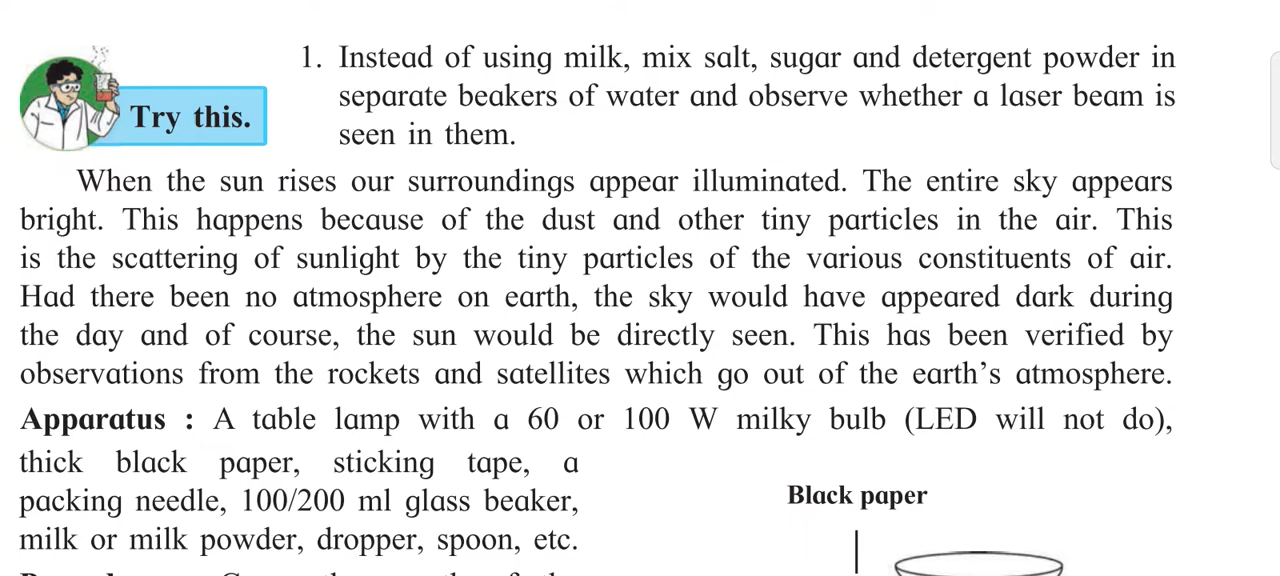 1. Instead of using milk, mix salt, sugar and detergent powder in
separate beakers of water and observe whether a laser beam is
seen in them.
Try this.
When the sun rises our surroundings appear illuminated. The entire sky appears
bright. This happens because of the dust and other tiny particles in the air. This
is the scattering of sunlight by the tiny particles of the various constituents of air.
Had there been no atmosphere on earth, the sky would have appeared dark during
the day and of course, the sun would be directly seen. This has been verified by
observations from the rockets and satellites which go out of the earth's atmosphere.
Apparatus : A table lamp with a 60 or 100 W milky bulb (LED will not do),
thick black paper, sticking tape, a
packing needle, 100/200 ml glass beaker,
milk or milk powder, dropper, spoon, etc.
Black paper